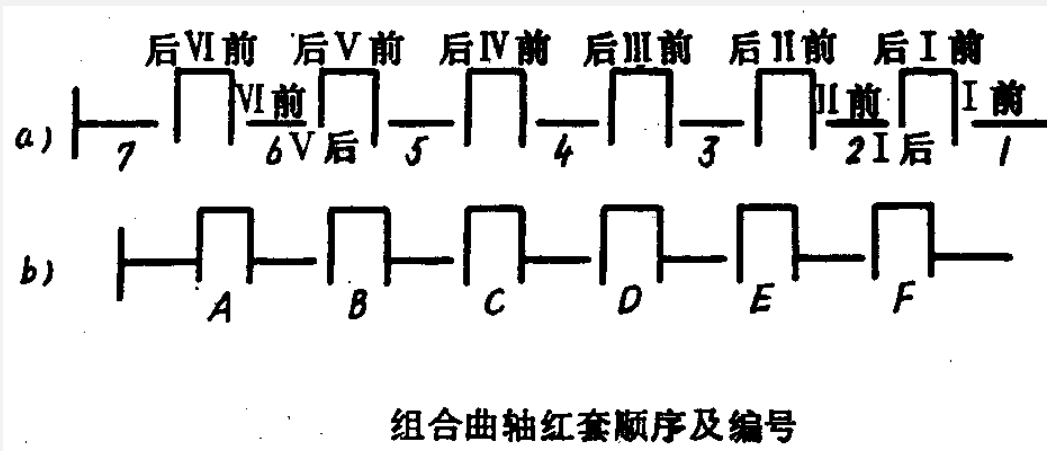 后Ⅵ前 后Ⅴ前 后Ⅳ前 后Ⅲ前 后Ⅱ前 后Ⅰ前
Ⅵ前 Ⅱ前 Ⅰ前
a) 7 6 Ⅴ后 5 4 3 2 Ⅰ后 1
b) A B C D E F
组合曲轴红套顺序及编号